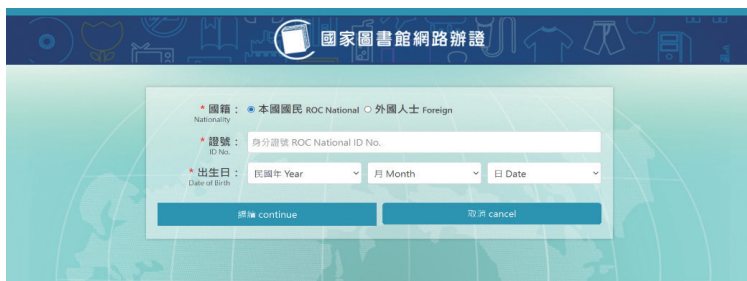 國家圖書館網路辦證
* 國籍： 本國國民 ROC National 外國人士 Foreign
Nationality
* 證號： 身分證號 ROC National ID No.
ID No.
* 出生日： 民國年 Year 月 Month 日 Date
Date of Birth
繼續 continue 取消 cancel